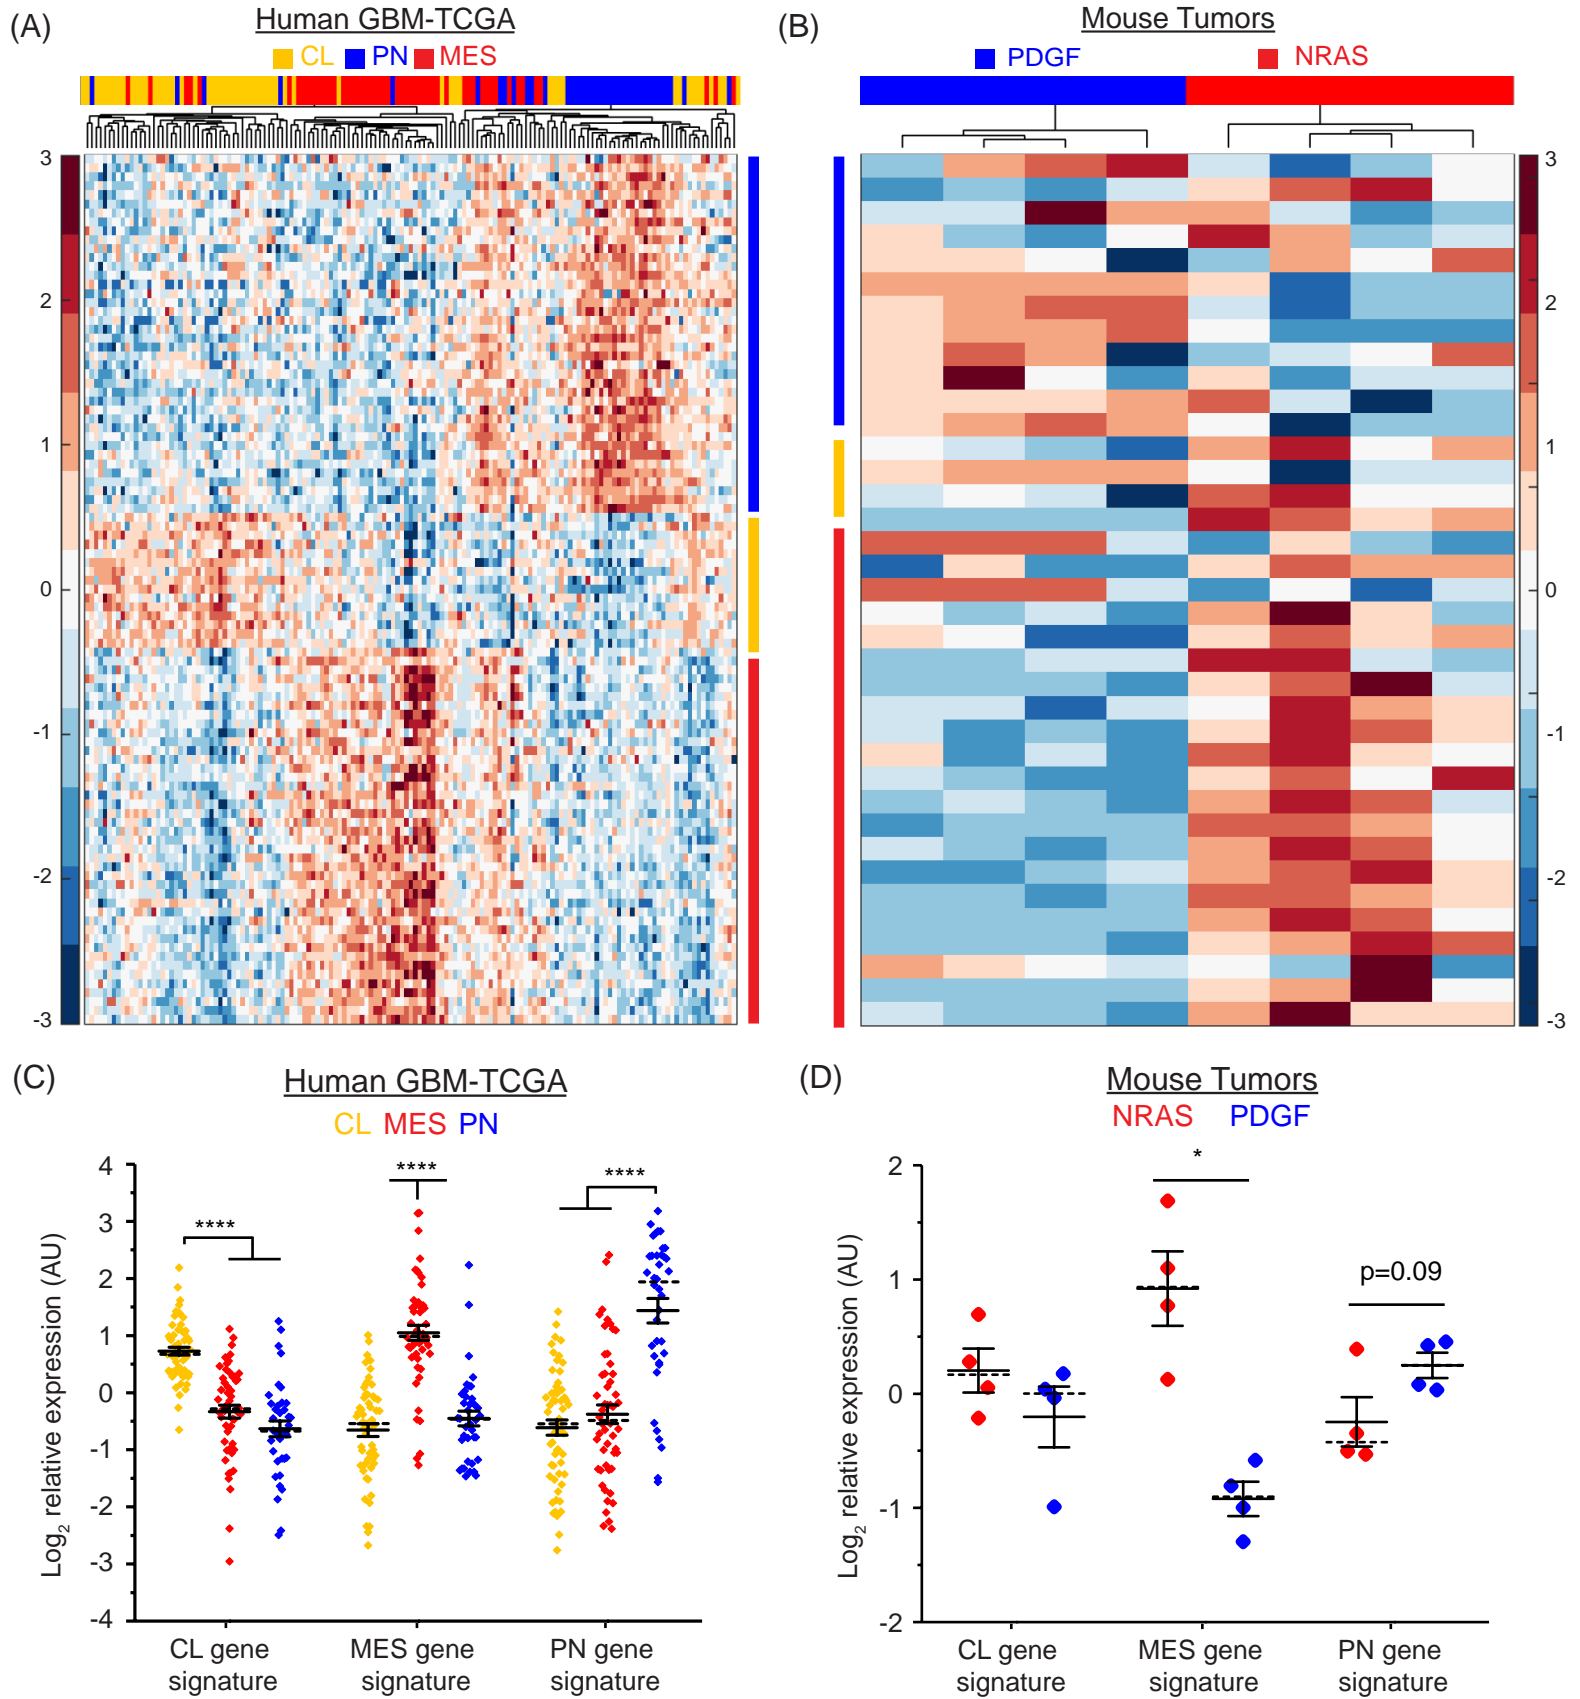 (A)
Human GBM-TCGA
CL PN MES
3
2
1
0
-1
-2
-3
(B)
Mouse Tumors
PDGF NRAS
3
2
1
0
-1
-2
-3
(C)
Human GBM-TCGA
CL MES PN
Log2 relative expression (AU)
4
3
2
1
0
-1
-2
-3
-4
****
****
****
CL gene signature
MES gene signature
PN gene signature
(D)
Mouse Tumors
NRAS PDGF
Log2 relative expression (AU)
2
1
0
-1
-2
*
p=0.09
CL gene signature
MES gene signature
PN gene signature